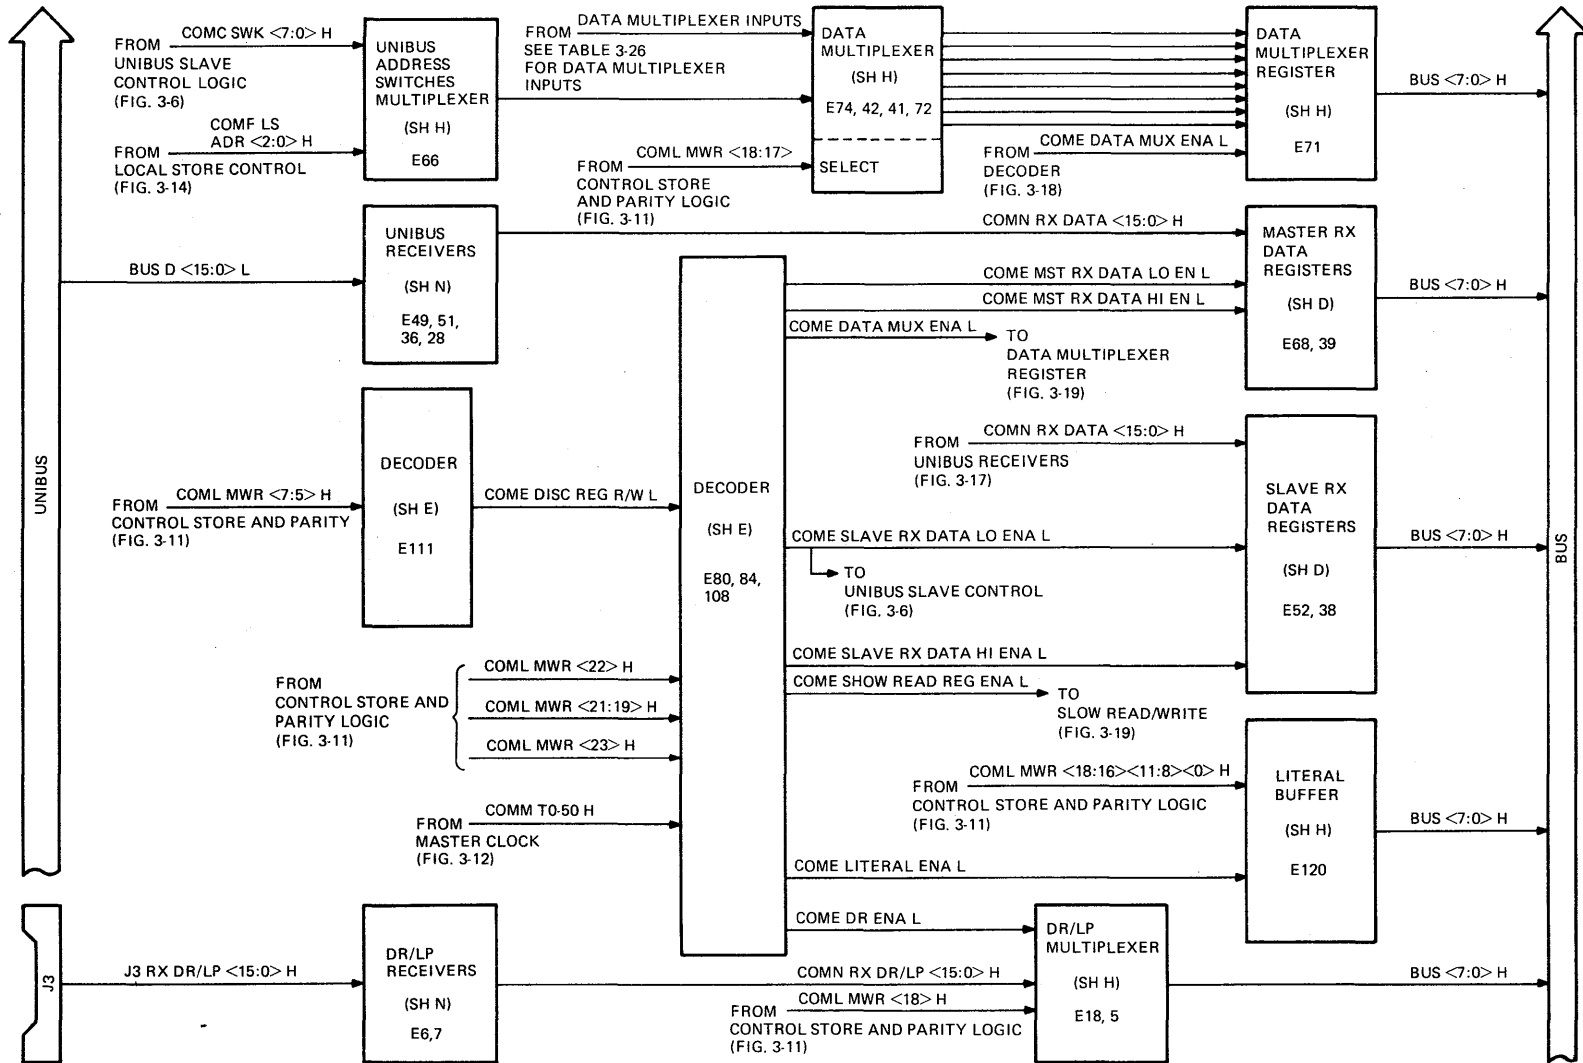 COMC SWK <7:0> H
FROM
UNIBUS SLAVE
CONTROL LOGIC
(FIG. 3-6)
COMF LS
ADR <2:0> H
FROM
LOCAL STORE CONTROL
(FIG. 3-14)
UNIBUS
ADDRESS
SWITCHES
MULTIPLEXER
(SH H)
E66
DATA MULTIPLEXER INPUTS
FROM
SEE TABLE 3-26
FOR DATA MULTIPLEXER
INPUTS
COML MWR <18:17>
FROM
CONTROL STORE
AND PARITY LOGIC
(FIG. 3-11)
DATA
MULTIPLEXER
(SH H)
E74, 42, 41, 72
SELECT
COME DATA MUX ENA L
FROM
DECODER
(FIG. 3-18)
DATA
MULTIPLEXER
REGISTER
(SH H)
E71
BUS <7:0> H
UNIBUS
BUS D <15:0> L
UNIBUS
RECEIVERS
(SH N)
E49, 51,
36, 28
COMN RX DATA <15:0> H
COME MST RX DATA LO EN L
COME MST RX DATA HI EN L
MASTER RX
DATA
REGISTERS
(SH D)
E68, 39
BUS <7:0> H
COME DATA MUX ENA L
TO
DATA MULTIPLEXER
REGISTER
(FIG. 3-19)
COML MWR <7:5> H
FROM
CONTROL STORE AND PARITY
(FIG. 3-11)
DECODER
(SH E)
E111
COME DISC REG R/W L
DECODER
(SH E)
E80, 84,
108
COMN RX DATA <15:0> H
FROM
UNIBUS RECEIVERS
(FIG. 3-17)
COME SLAVE RX DATA LO ENA L
TO
UNIBUS SLAVE CONTROL
(FIG. 3-6)
COME SLAVE RX DATA HI ENA L
SLAVE RX
DATA
REGISTERS
(SH D)
E52, 38
BUS <7:0> H
BUS
COME SHOW READ REG ENA L
TO
SLOW READ/WRITE
(FIG. 3-19)
FROM
CONTROL STORE AND
PARITY LOGIC
(FIG. 3-11)
COML MWR <22> H
COML MWR <21:19> H
COML MWR <23> H
COMM T0-50 H
FROM
MASTER CLOCK
(FIG. 3-12)
COML MWR <18:16><11:8><0> H
FROM
CONTROL STORE AND PARITY LOGIC
(FIG. 3-11)
COME LITERAL ENA L
LITERAL
BUFFER
(SH H)
E120
BUS <7:0> H
J3
J3 RX DR/LP <15:0> H
DR/LP
RECEIVERS
(SH N)
E6,7
COME DR ENA L
COMN RX DR/LP <15:0> H
COML MWR <18> H
FROM
CONTROL STORE AND PARITY LOGIC
(FIG. 3-11)
DR/LP
MULTIPLEXER
(SH H)
E18, 5
BUS <7:0> H